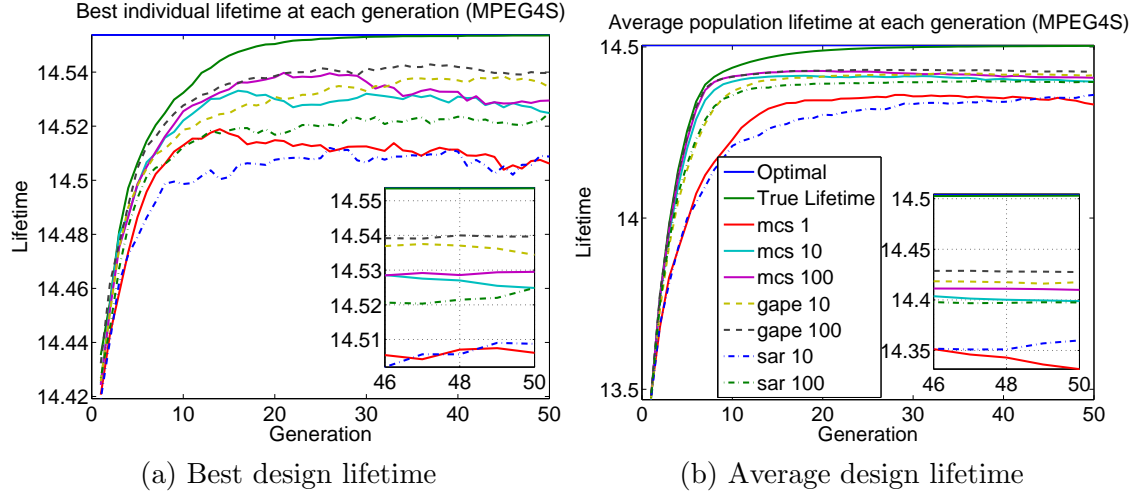 Best individual lifetime at each generation (MPEG4S)
Lifetime
14.54
14.52
14.5
14.48
14.46
14.44
14.42
0 10 20 30 40 50
Generation
14.55
14.54
14.53
14.52
14.51
46 48 50
(a) Best design lifetime
Average population lifetime at each generation (MPEG4S)
Lifetime
14.5
14
13.5
0 10 20 30 40 50
Generation
Optimal
True Lifetime
mcs 1
mcs 10
mcs 100
gape 10
gape 100
sar 10
sar 100
14.5
14.45
14.4
14.35
46 48 50
(b) Average design lifetime